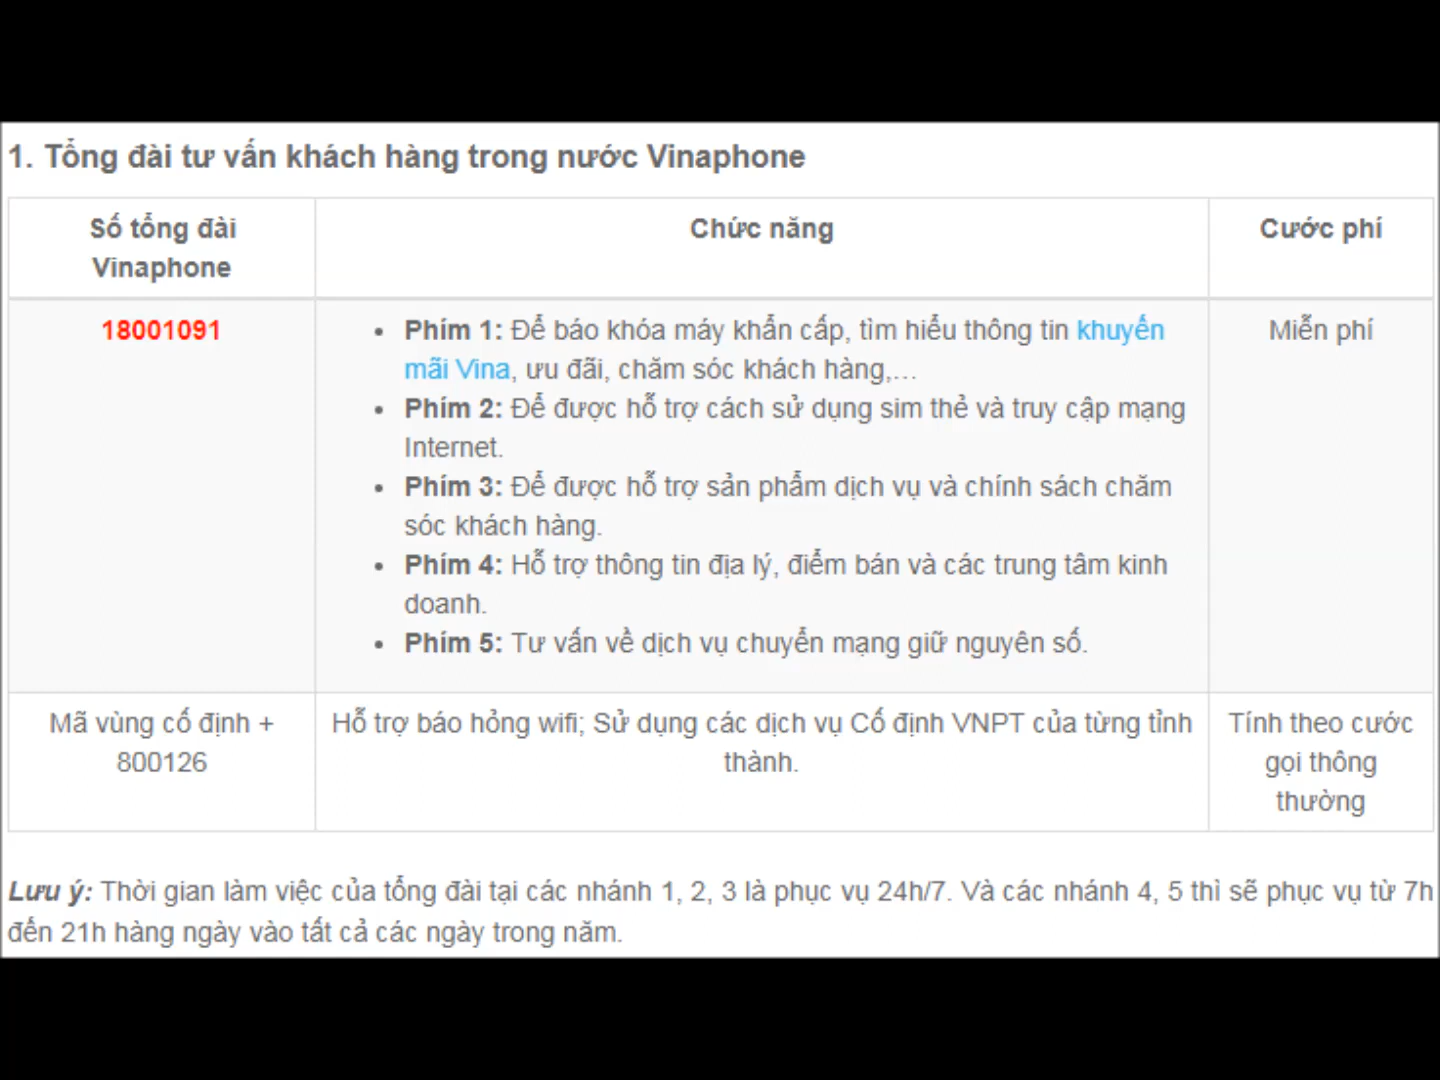 1. Tổng đài tư vấn khách hàng trong nước Vinaphone
Số tổng đài
Vinaphone
Chức năng
Cước phí
18001091
• Phím 1: Để báo khóa máy khẩn cấp, tìm hiểu thông tin khuyến
mãi Vina, ưu đãi, chăm sóc khách hàng,...
• Phím 2: Để được hỗ trợ cách sử dụng sim thẻ và truy cập mạng
Internet.
• Phím 3: Để được hỗ trợ sản phẩm dịch vụ và chính sách chăm
sóc khách hàng.
• Phím 4: Hỗ trợ thông tin địa lý, điểm bán và các trung tâm kinh
doanh.
• Phím 5: Tư vấn về dịch vụ chuyển mạng giữ nguyên số.
Miễn phí
Mã vùng cố định +
800126
Hỗ trợ báo hỏng wifi; Sử dụng các dịch vụ Cố định VNPT của từng tỉnh
thành.
Tính theo cước
gọi thông
thường
Lưu ý: Thời gian làm việc của tổng đài tại các nhánh 1, 2, 3 là phục vụ 24h/7. Và các nhánh 4, 5 thì sẽ phục vụ từ 7h
đến 21h hàng ngày vào tất cả các ngày trong năm.